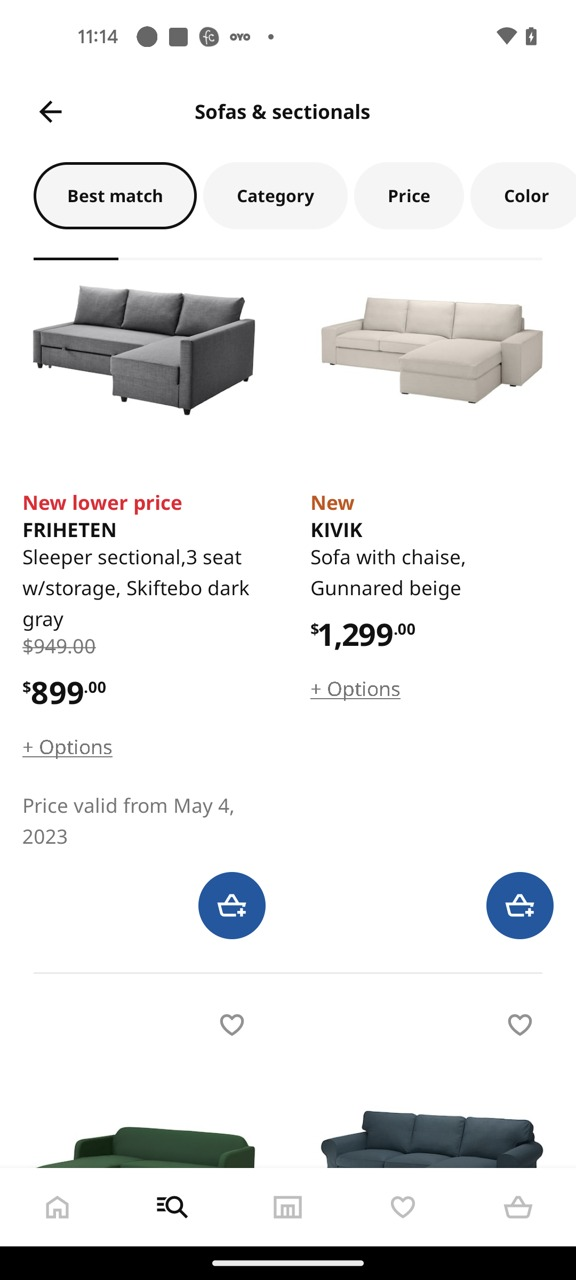 11:14
fc
OYO
Sofas & sectionals
Best match
Category
Price
Color
New lower price
FRIHETEN
Sleeper sectional,3 seat
w/storage, Skiftebo dark
gray
$949.00
$899.00
+ Options
Price valid from May 4,
2023
New
KIVIK
Sofa with chaise,
Gunnared beige
$1,299.00
+ Options